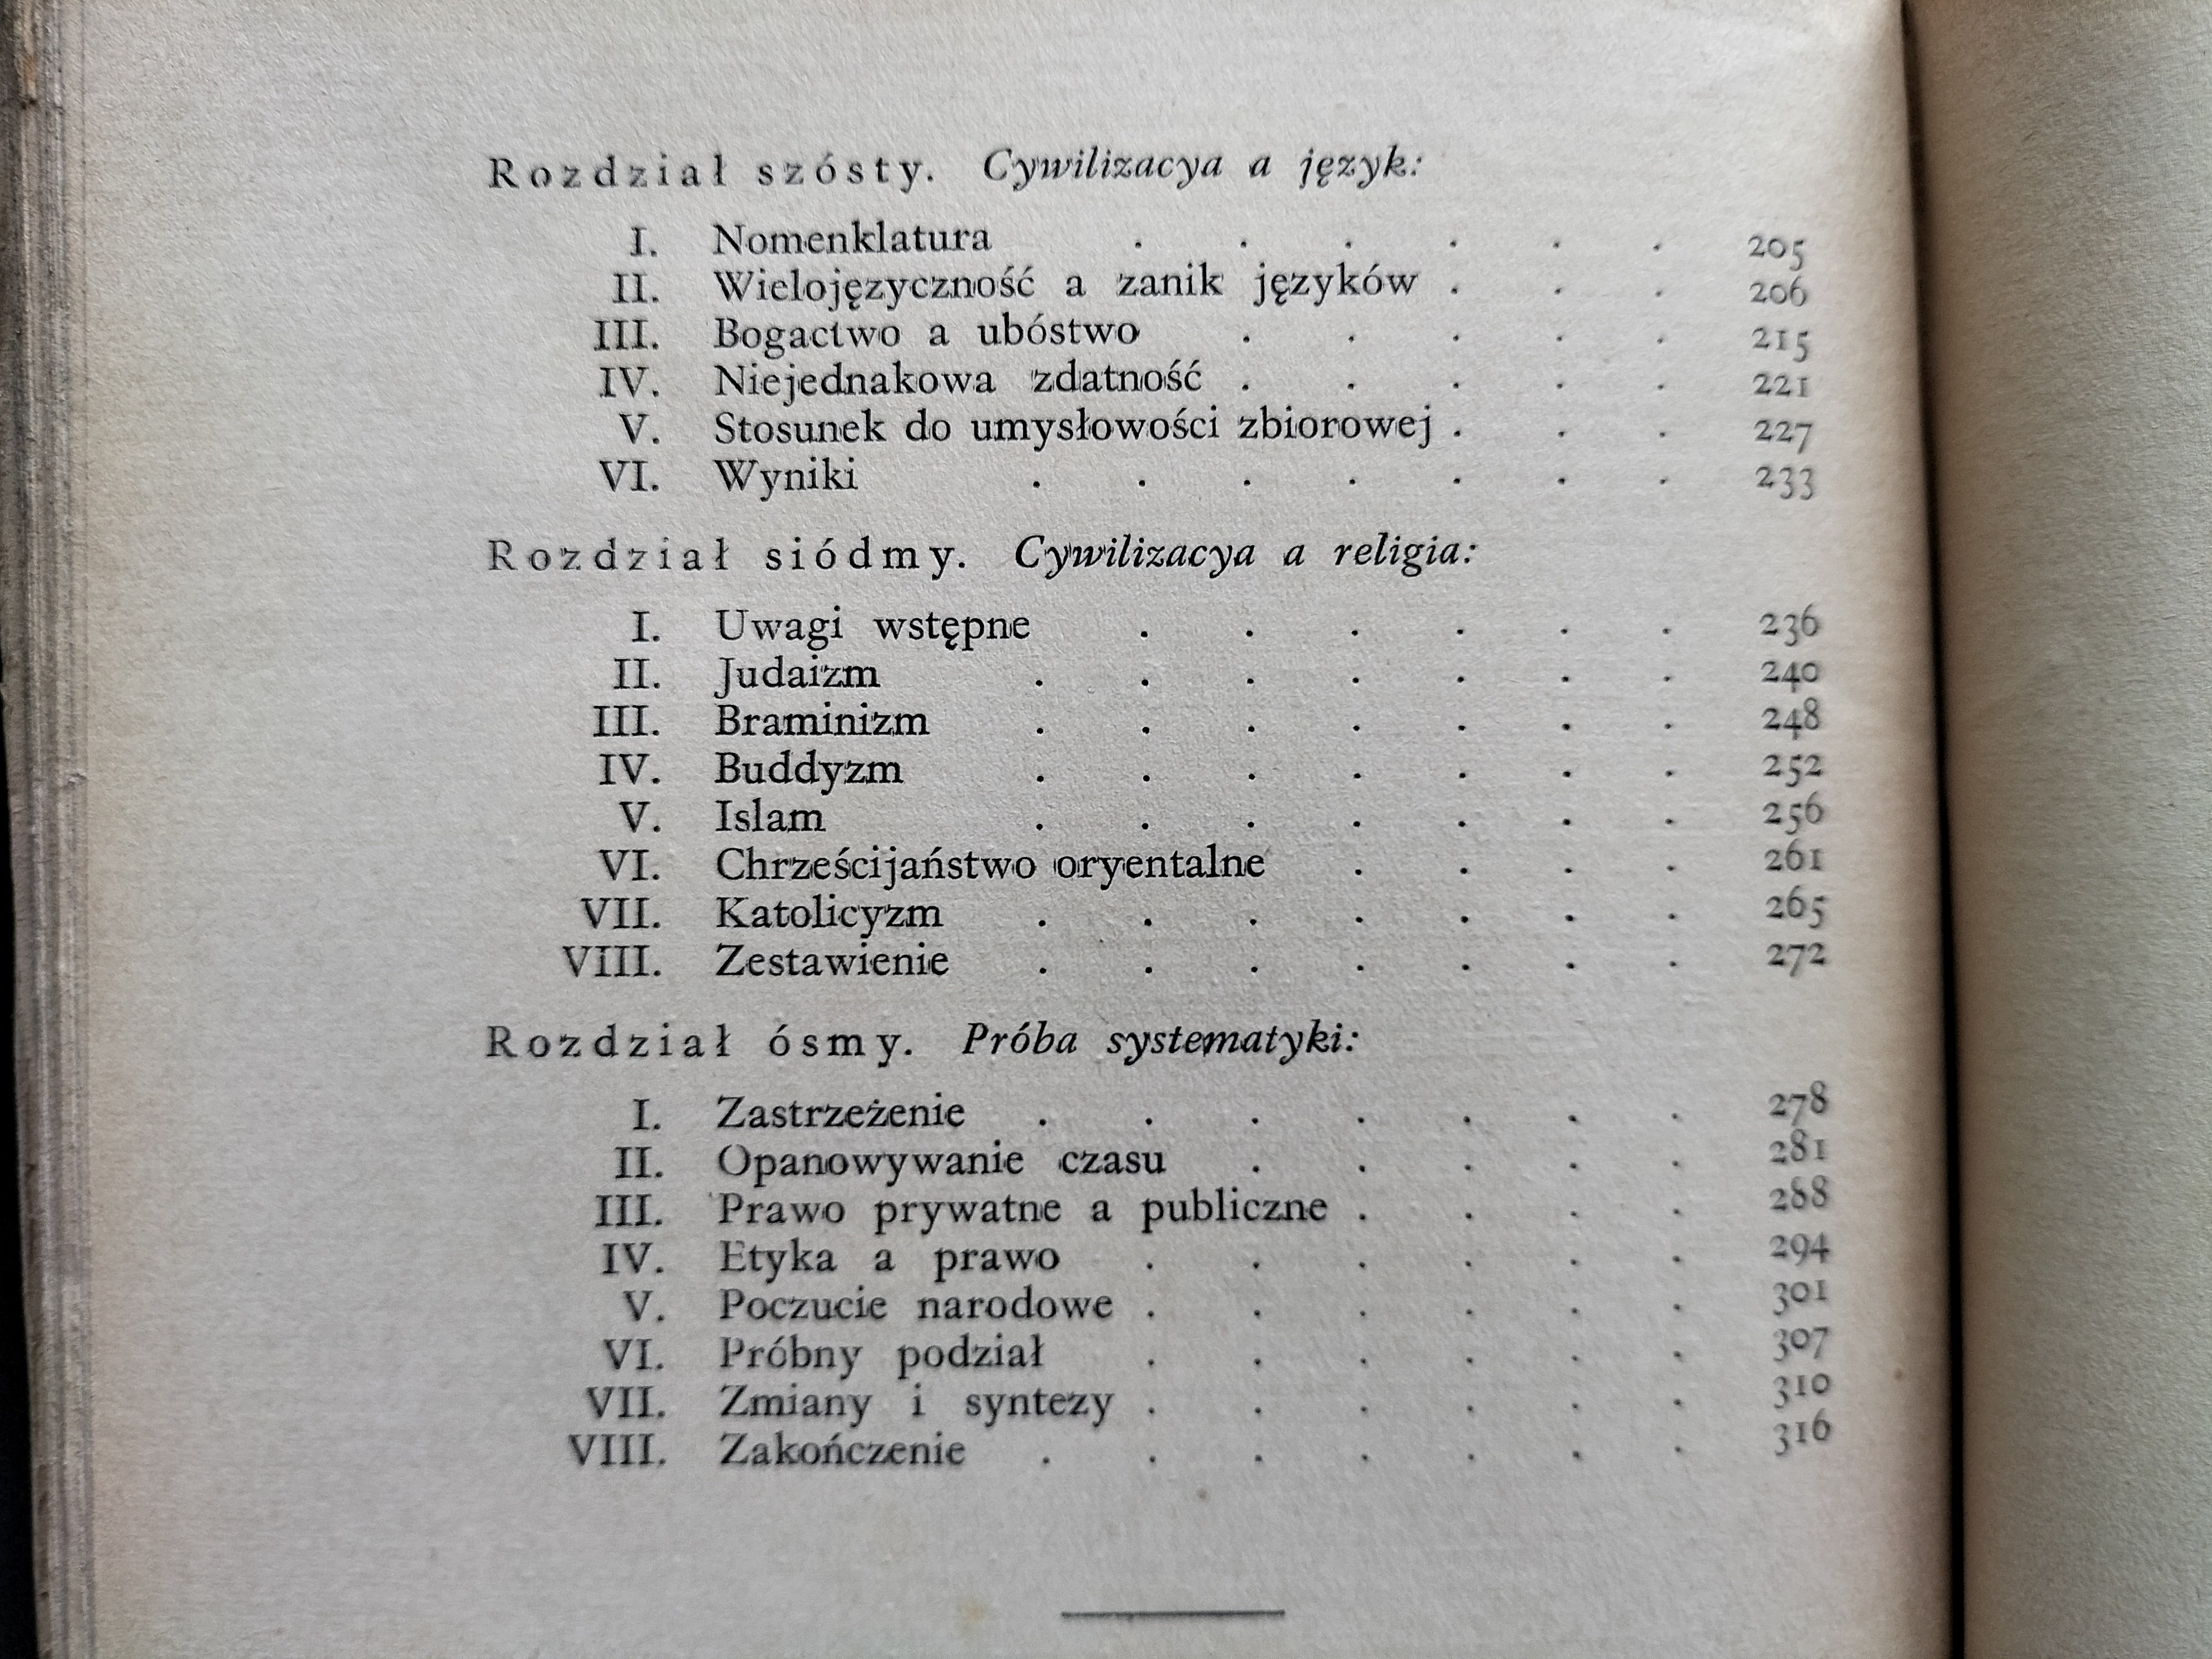 Rozdział szósty. Cywilizacya a język:
I. Nomenklatura . . . . . . 205
II. Wielojęzyczność a zanik języków . . . 206
III. Bogactwo a ubóstwo . . . . . 215
IV. Niejednakowa zdatność . . . . . 221
V. Stosunek do umysłowości zbiorowej . . . 227
VI. Wyniki . . . . . . . 233
Rozdział siódmy. Cywilizacya a religia:
I. Uwagi wstępne . . . . . . 236
II. Judaizm . . . . . . . 240
III. Braminizm . . . . . . . 248
IV. Buddyzm . . . . . . . 252
V. Islam . . . . . . . 256
VI. Chrześcijaństwo oryentalne . . . . 261
VII. Katolicyzm . . . . . . . 265
VIII. Zestawienie . . . . . . . 272
Rozdział ósmy. Próba systematyki:
I. Zastrzeżenie . . . . . . . 278
II. Opanowywanie czasu . . . . . 281
III. Prawo prywatne a publiczne . . . . 288
IV. Etyka a prawo . . . . . . 294
V. Poczucie narodowe . . . . . . 301
VI. Próbny podział . . . . . . 307
VII. Zmiany i syntezy . . . . . . 310
VIII. Zakończenie . . . . . . . 316